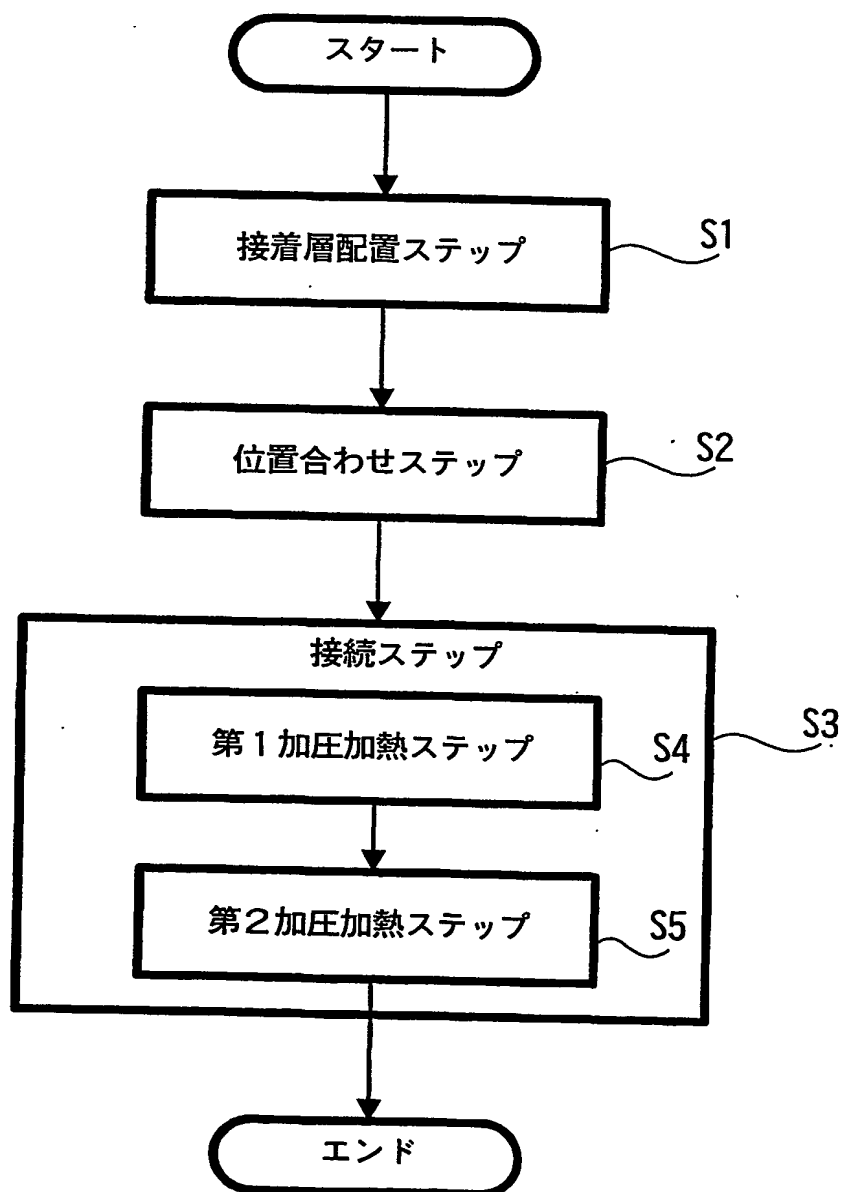 スタート
接着層配置ステップ
S1
位置合わせステップ
S2
接続ステップ
S3
第1加圧加熱ステップ
S4
第2加圧加熱ステップ
S5
エンド